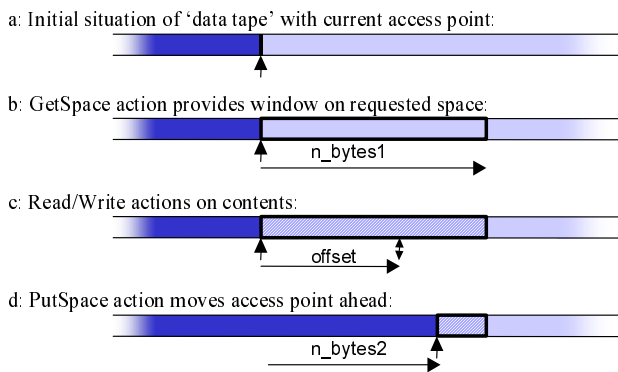 a: Initial situation of ‘data tape’ with current access point:
b: GetSpace action provides window on requested space:
n_bytes1
c: Read/Write actions on contents:
offset
d: PutSpace action moves access point ahead:
n_bytes2